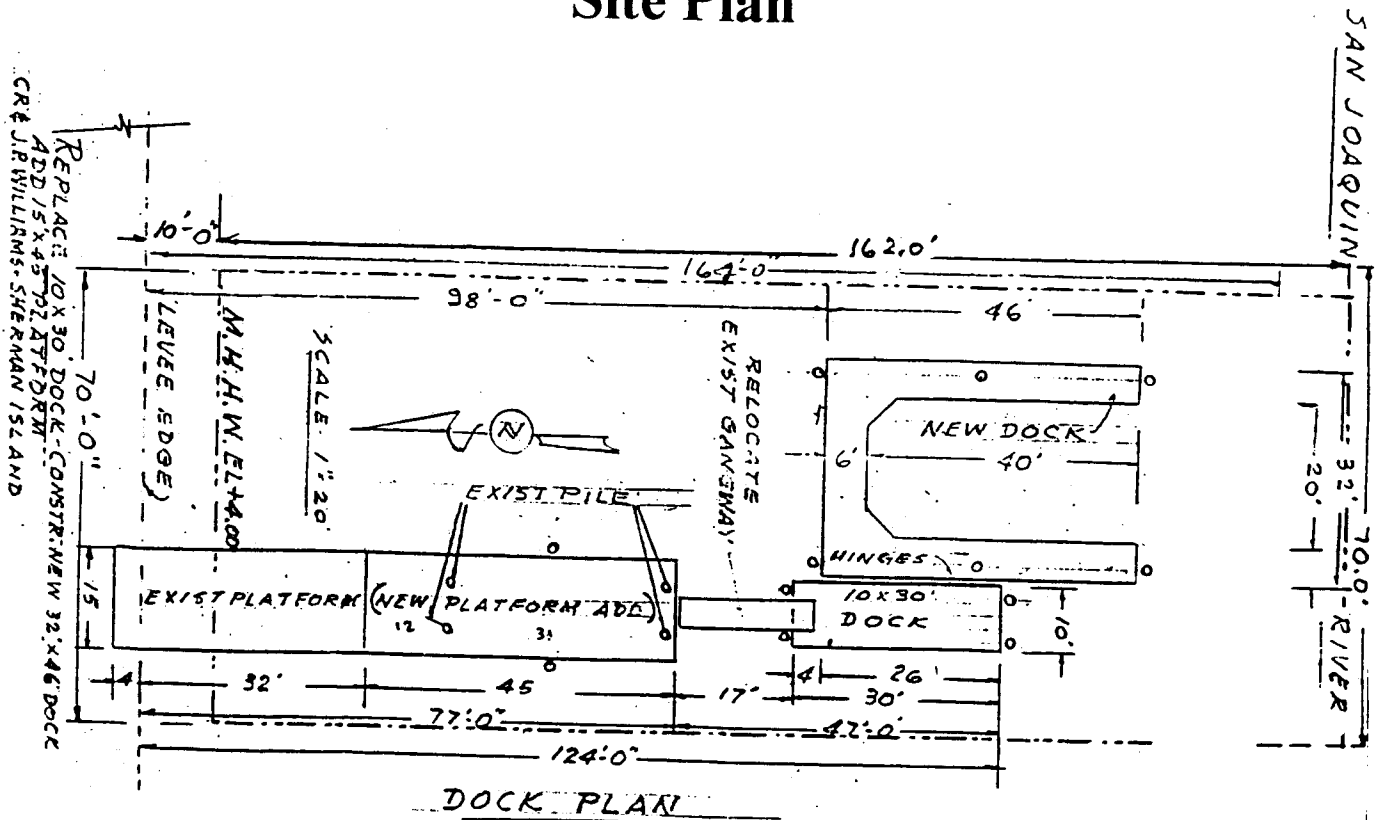 Site Plan
SAN JOAQUIN
RIVER
10'-0"
162.0'
164'-0"
98'-0"
46
REPLACE 10X30' DOCK-CONSTR. NEW 32'X46' DOCK
ADD 15'X45' PLATFORM
CR & J.P. WILLIAMS-SHERMAN ISLAND
70'-0"
(LEVEE EDGE)
M.H.H.W. EL+4.00
SCALE 1"=20'
N
RELOCATE
EXIST GANGWAY
NEW DOCK
6'
40'
32'
20'
70.0'
EXIST PILE
HINGES
15
EXIST PLATFORM (NEW PLATFORM ADD)
12
10X30'
DOCK
10'
4
32'
45
17'
4
26'
30'
77'-0"
47'-0"
124'-0"
DOCK PLAN